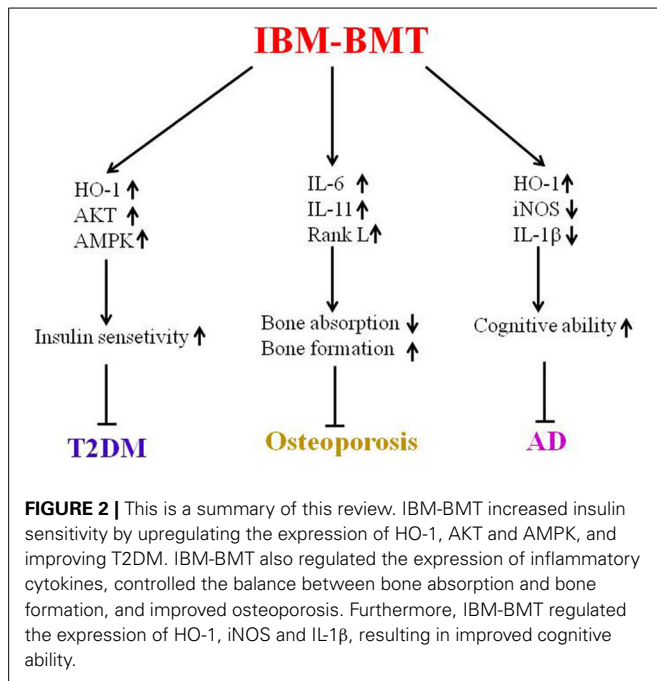 IBM-BMT
HO-1 ↑
AKT ↑
AMPK ↑
Insulin sensetivity ↑
T2DM
IL-6 ↑
IL-11 ↑
Rank L ↑
Bone absorption ↓
Bone formation ↑
Osteoporosis
HO-1 ↑
iNOS ↓
IL-1β ↓
Cognitive ability ↑
AD
FIGURE 2 | This is a summary of this review. IBM-BMT increased insulin
sensitivity by upregulating the expression of HO-1, AKT and AMPK, and
improving T2DM. IBM-BMT also regulated the expression of inflammatory
cytokines, controlled the balance between bone absorption and bone
formation, and improved osteoporosis. Furthermore, IBM-BMT regulated
the expression of HO-1, iNOS and IL-1β, resulting in improved cognitive
ability.